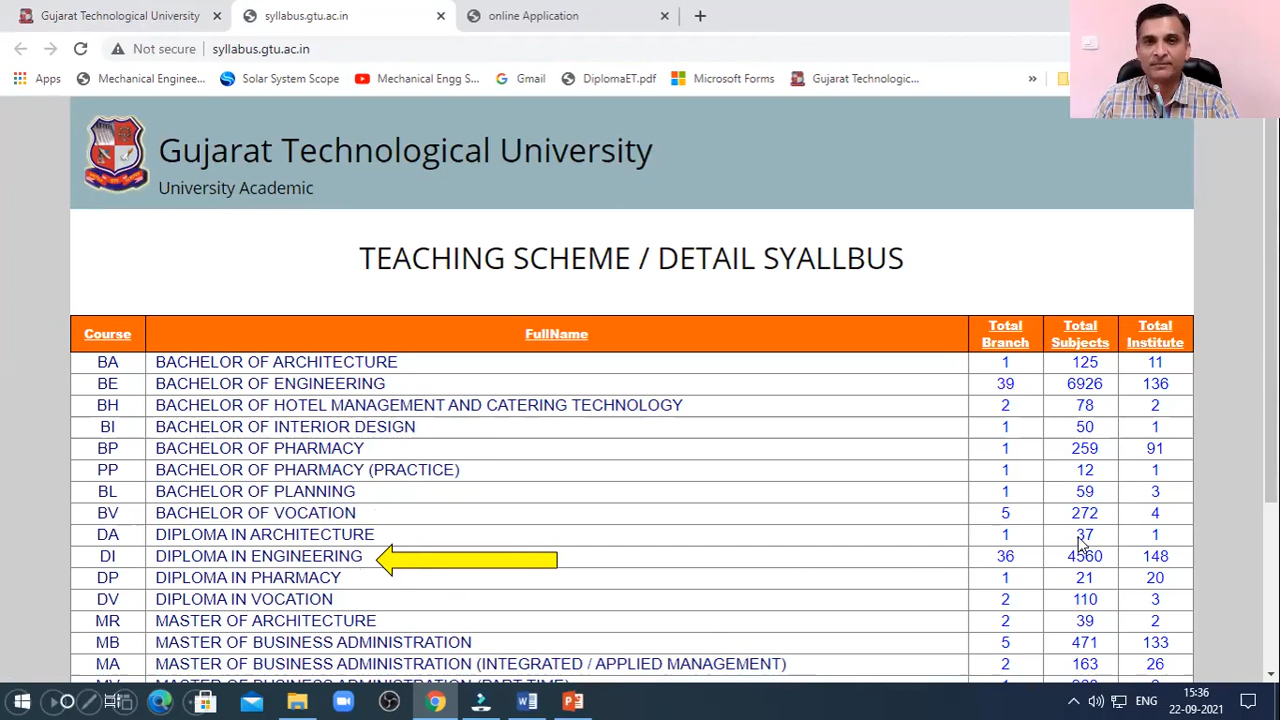 Gujarat Technological University
syllabus.gtu.ac.in
online Application
Not secure
syllabus.gtu.ac.in
Apps
Mechanical Enginee...
Solar System Scope
Mechanical Engg S...
Gmail
DiplomaET.pdf
Microsoft Forms
Gujarat Technologic...
»
Gujarat Technological University
University Academic
TEACHING SCHEME / DETAIL SYALLBUS
Course FullName Total Branch Total Subjects Total Institute
BA BACHELOR OF ARCHITECTURE 1 125 11
BE BACHELOR OF ENGINEERING 39 6926 136
BH BACHELOR OF HOTEL MANAGEMENT AND CATERING TECHNOLOGY 2 78 2
BI BACHELOR OF INTERIOR DESIGN 1 50 1
BP BACHELOR OF PHARMACY 1 259 91
PP BACHELOR OF PHARMACY (PRACTICE) 1 12 1
BL BACHELOR OF PLANNING 1 59 3
BV BACHELOR OF VOCATION 5 272 4
DA DIPLOMA IN ARCHITECTURE 1 37 1
DI DIPLOMA IN ENGINEERING 36 4560 148
DP DIPLOMA IN PHARMACY 1 21 20
DV DIPLOMA IN VOCATION 2 110 3
MR MASTER OF ARCHITECTURE 2 39 2
MB MASTER OF BUSINESS ADMINISTRATION 5 471 133
MA MASTER OF BUSINESS ADMINISTRATION (INTEGRATED / APPLIED MANAGEMENT) 2 163 26
MASTER OF BUSINESS ADMINISTRATION (PART TIME)
ENG
15:36
22-09-2021